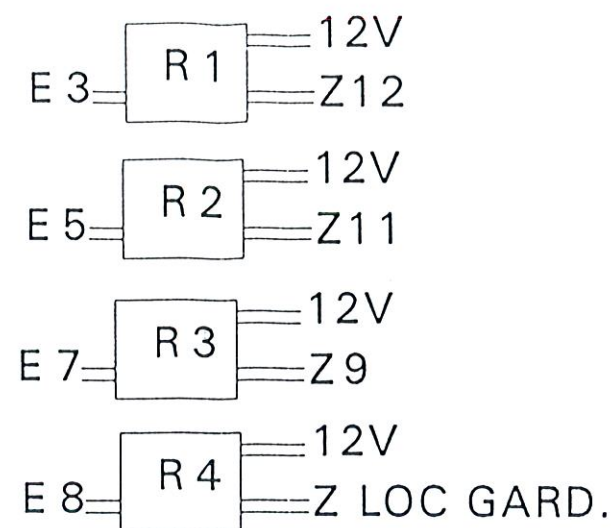 12V
R 1
E 3 Z12
12V
R 2
E 5 Z11
12V
R 3
E 7 Z9
12V
R 4
E 8 Z LOC GARD.